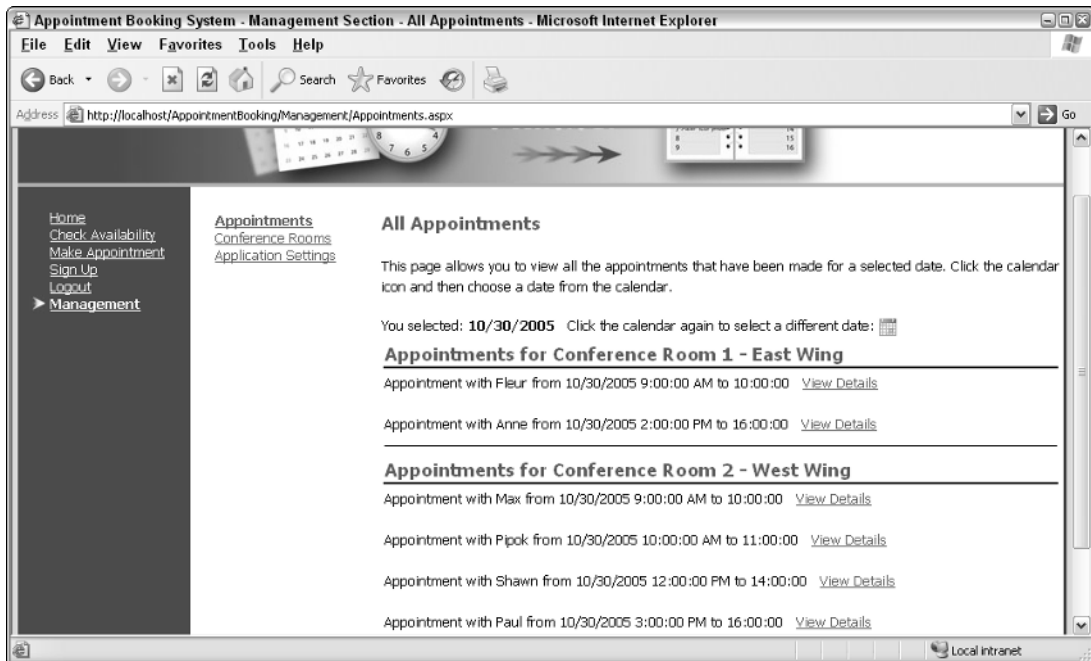 Appointment Booking System - Management Section - All Appointments - Microsoft Internet Explorer
File Edit View Favorites Tools Help
Back Search Favorites
Address http://localhost/AppointmentBooking/Management/Appointments.aspx Go
Home
Check Availability
Make Appointment
Sign Up
Logout
Management
Appointments
Conference Rooms
Application Settings
All Appointments
This page allows you to view all the appointments that have been made for a selected date. Click the calendar
icon and then choose a date from the calendar.
You selected: 10/30/2005 Click the calendar again to select a different date:
Appointments for Conference Room 1 - East Wing
Appointment with Fleur from 10/30/2005 9:00:00 AM to 10:00:00 View Details
Appointment with Anne from 10/30/2005 2:00:00 PM to 16:00:00 View Details
Appointments for Conference Room 2 - West Wing
Appointment with Max from 10/30/2005 9:00:00 AM to 10:00:00 View Details
Appointment with Pipok from 10/30/2005 10:00:00 AM to 11:00:00 View Details
Appointment with Shawn from 10/30/2005 12:00:00 PM to 14:00:00 View Details
Appointment with Paul from 10/30/2005 3:00:00 PM to 16:00:00 View Details
Local intranet